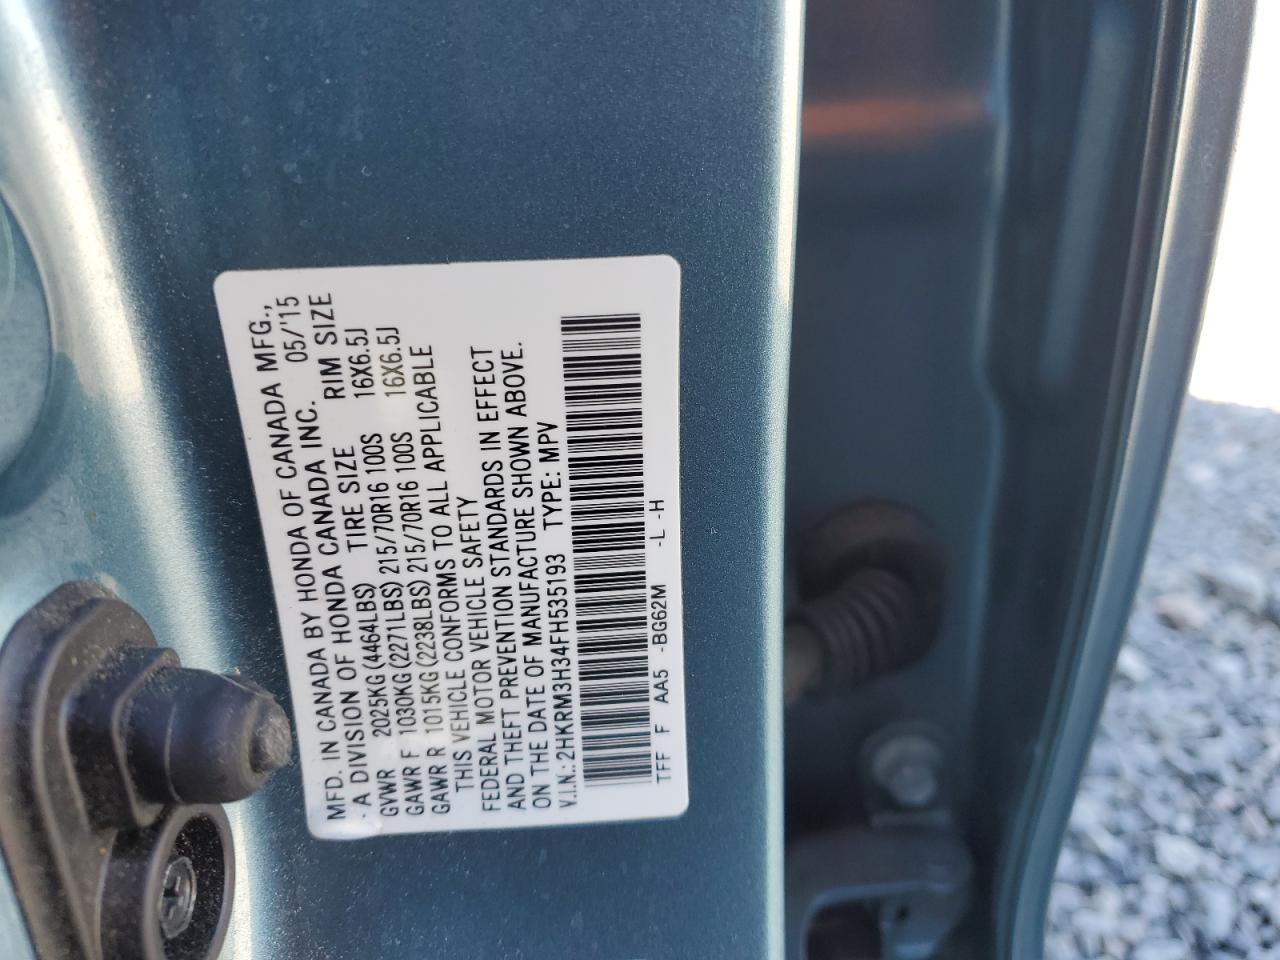 MFD. IN CANADA BY HONDA OF CANADA MFG.,
A DIVISION OF HONDA CANADA INC. 05/'15
TIRE SIZE RIM SIZE
GVWR 2025KG(4464LBS)
GAWR F 1030KG(2271LBS) 215/70R16 100S 16X6.5J
GAWR R 1015KG(2238LBS) 215/70R16 100S 16X6.5J
THIS VEHICLE CONFORMS TO ALL APPLICABLE
FEDERAL MOTOR VEHICLE SAFETY
AND THEFT PREVENTION STANDARDS IN EFFECT
ON THE DATE OF MANUFACTURE SHOWN ABOVE.
V.I.N.: 2HKRM3H34FH535193 TYPE: MPV
TFF F AA5 -BG62M -L -H